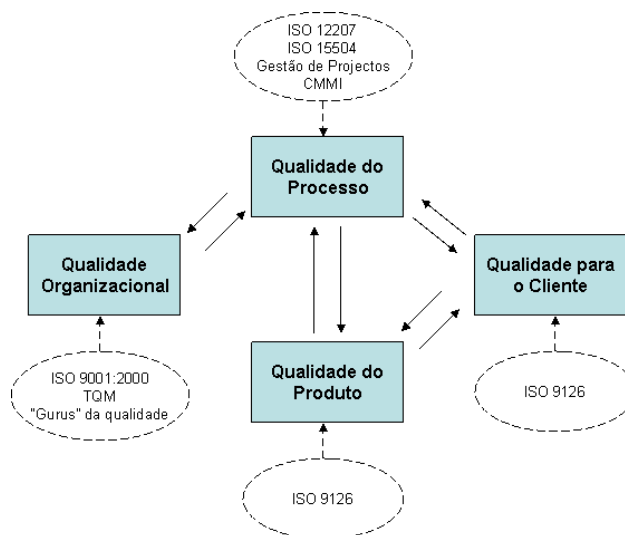 ISO 12207
ISO 15504
Gestão de Projectos
CMMI
Qualidade do
Processo
Qualidade
Organizacional
Qualidade para
o Cliente
Qualidade do
Produto
ISO 9001:2000
TQM
"Gurus" da qualidade
ISO 9126
ISO 9126